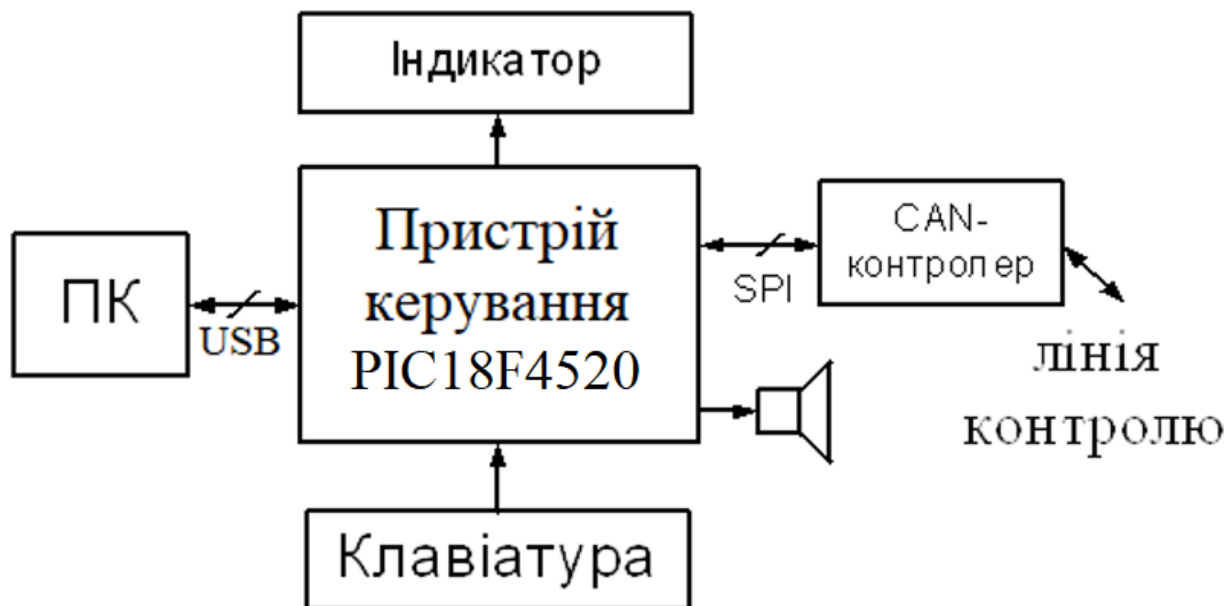 Індикатор
Пристрій
керування
PIC18F4520
ПК
USB
SPI
CAN-
контролер
лінія
контролю
Клавіатура